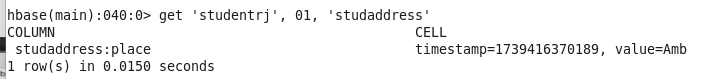 hbase(main):040:0> get 'studentrj', 01, 'studaddress'
COLUMN CELL
studaddress:place timestamp=1739416370189, value=Amb
1 row(s) in 0.0150 seconds